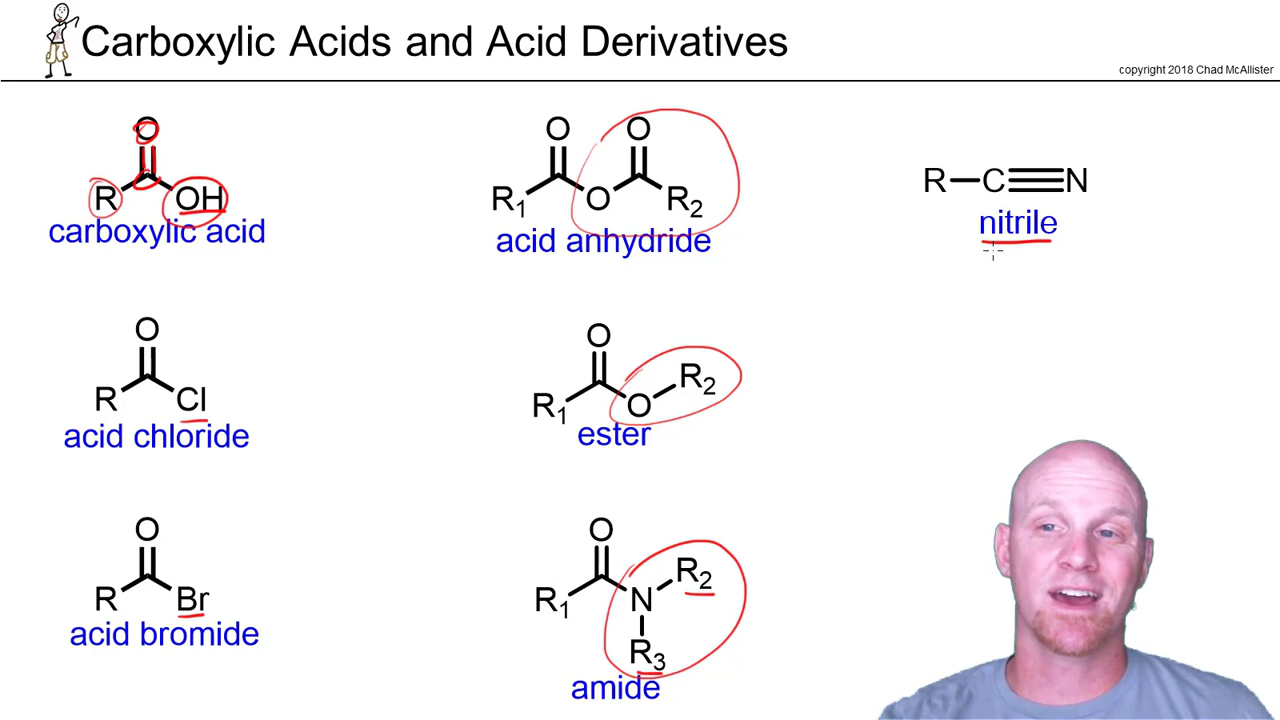 Carboxylic Acids and Acid Derivatives
copyright 2018 Chad McAllister
O
R OH
carboxylic acid
O O
R1 O R2
acid anhydride
R C N
nitrile
O
R Cl
acid chloride
O
R1 O R2
ester
O
R Br
acid bromide
O
R1 N R2
R3
amide